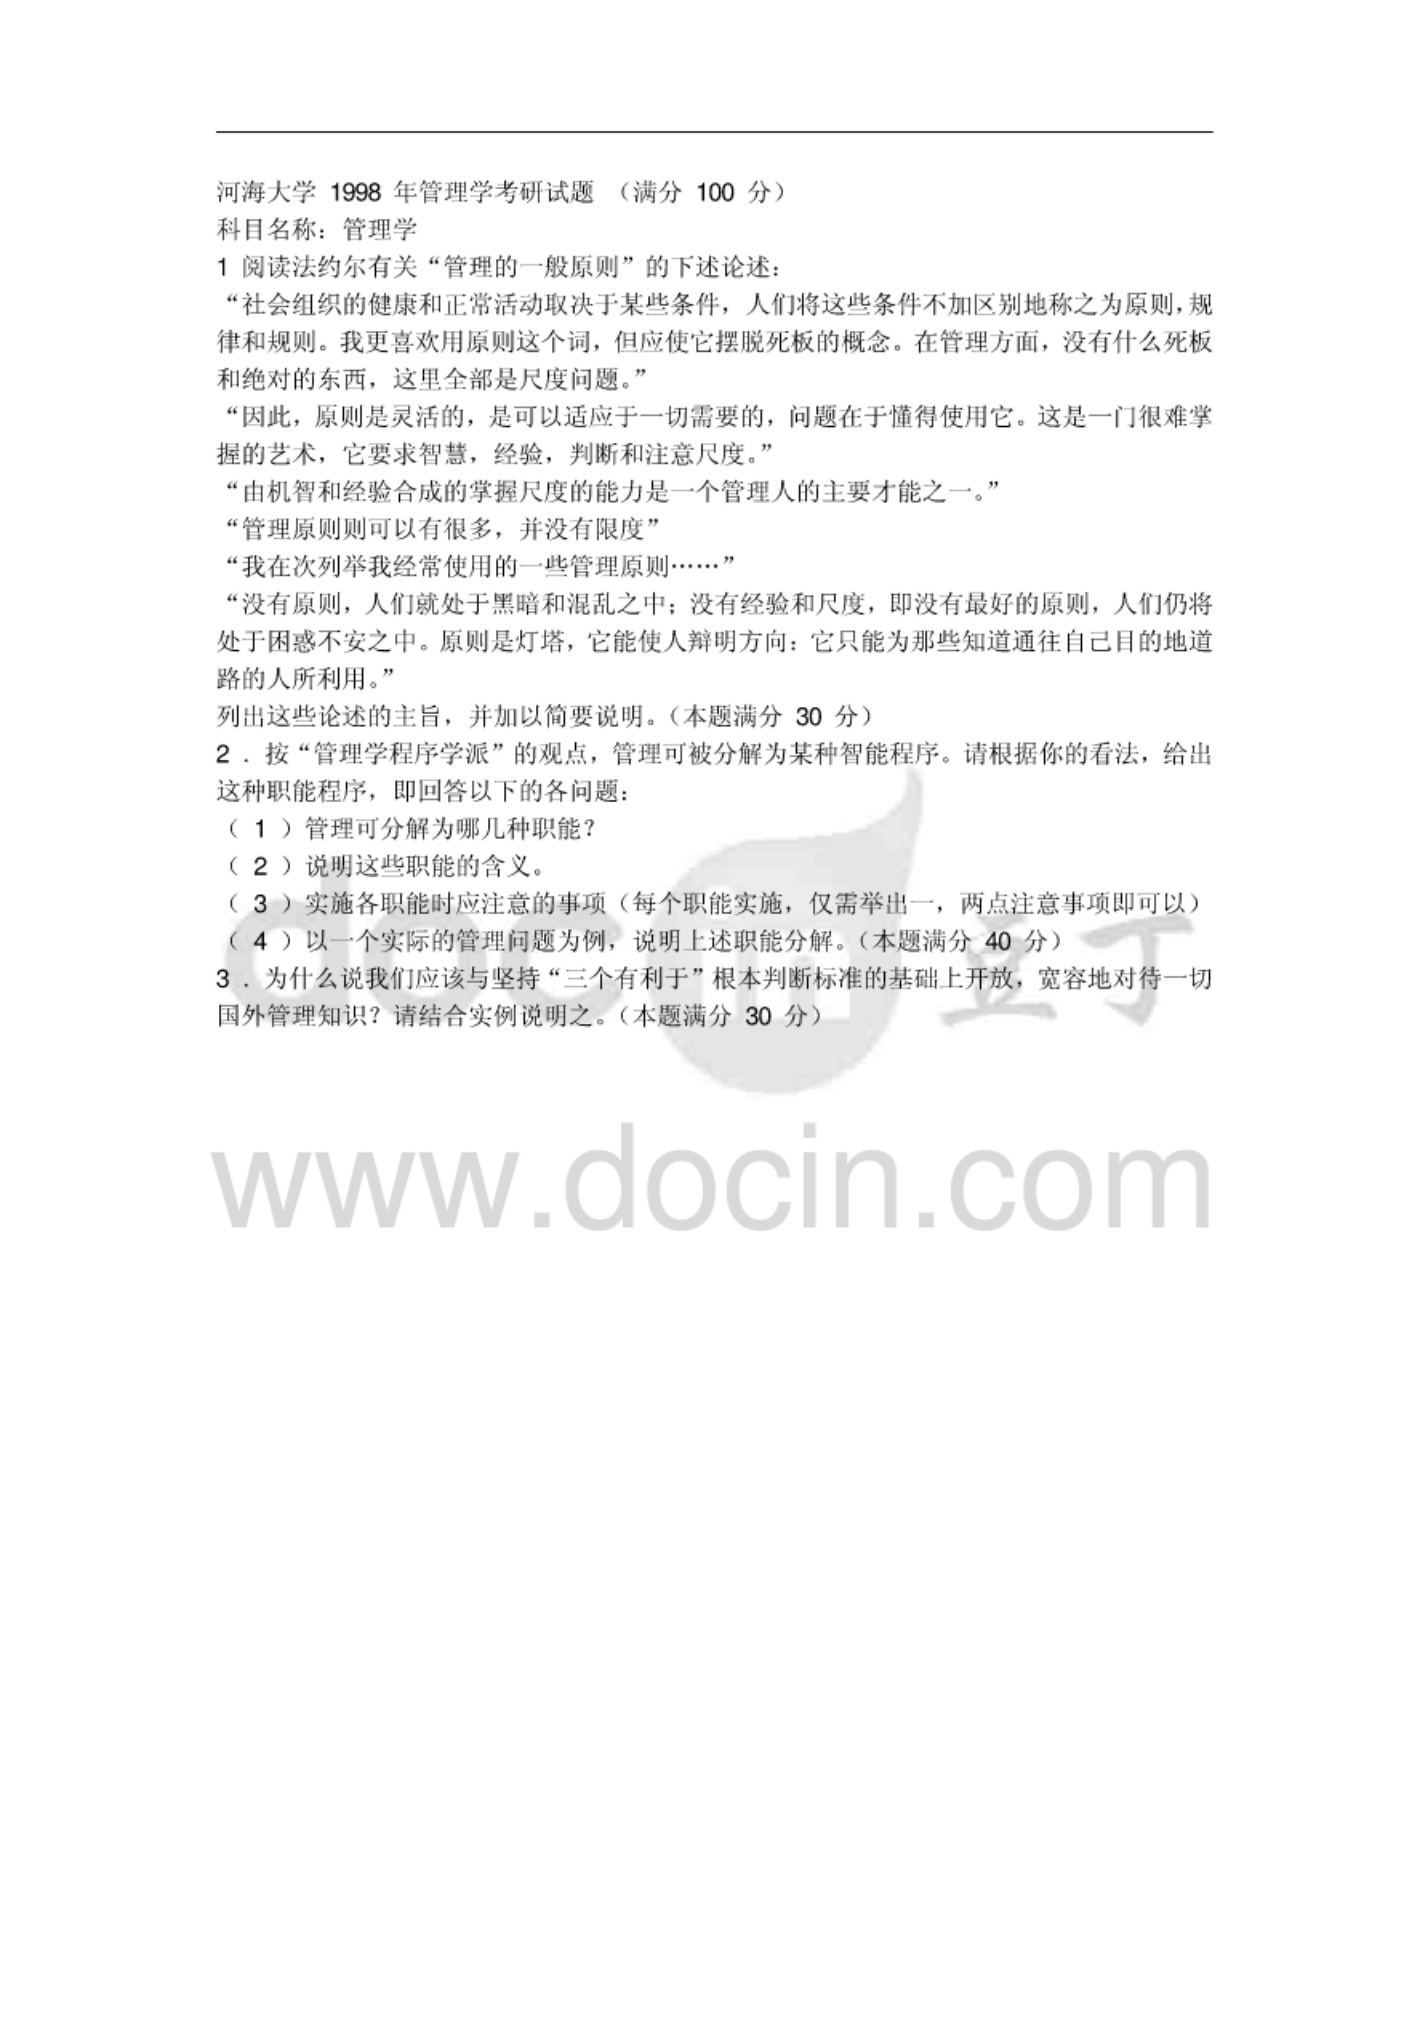 河海大学 1998 年管理学考研试题 （满分 100 分）
科目名称：管理学
1 阅读法约尔有关“管理的一般原则”的下述论述：
“社会组织的健康和正常活动取决于某些条件，人们将这些条件不加区别地称之为原则，规
律和规则。我更喜欢用原则这个词，但应使它摆脱死板的概念。在管理方面，没有什么死板
和绝对的东西，这里全部是尺度问题。”
“因此，原则是灵活的，是可以适应于一切需要的，问题在于懂得使用它。这是一门很难掌
握的艺术，它要求智慧，经验，判断和注意尺度。”
“由机智和经验合成的掌握尺度的能力是一个管理人的主要才能之一。”
“管理原则则可以有很多，并没有限度”
“我在次列举我经常使用的一些管理原则……”
“没有原则，人们就处于黑暗和混乱之中；没有经验和尺度，即没有最好的原则，人们仍将
处于困惑不安之中。原则是灯塔，它能使人辩明方向：它只能为那些知道通往自己目的地道
路的人所利用。”
列出这些论述的主旨，并加以简要说明。（本题满分 30 分）
2 ．按“管理学程序学派”的观点，管理可被分解为某种智能程序。请根据你的看法，给出
这种职能程序，即回答以下的各问题：
（ 1 ）管理可分解为哪几种职能？
（ 2 ）说明这些职能的含义。
（ 3 ）实施各职能时应注意的事项（每个职能实施，仅需举出一，两点注意事项即可以）
（ 4 ）以一个实际的管理问题为例，说明上述职能分解。（本题满分 40 分）
3 ．为什么说我们应该与坚持“三个有利于”根本判断标准的基础上开放，宽容地对待一切
国外管理知识？请结合实例说明之。（本题满分 30 分）
docin 豆丁
www.docin.com